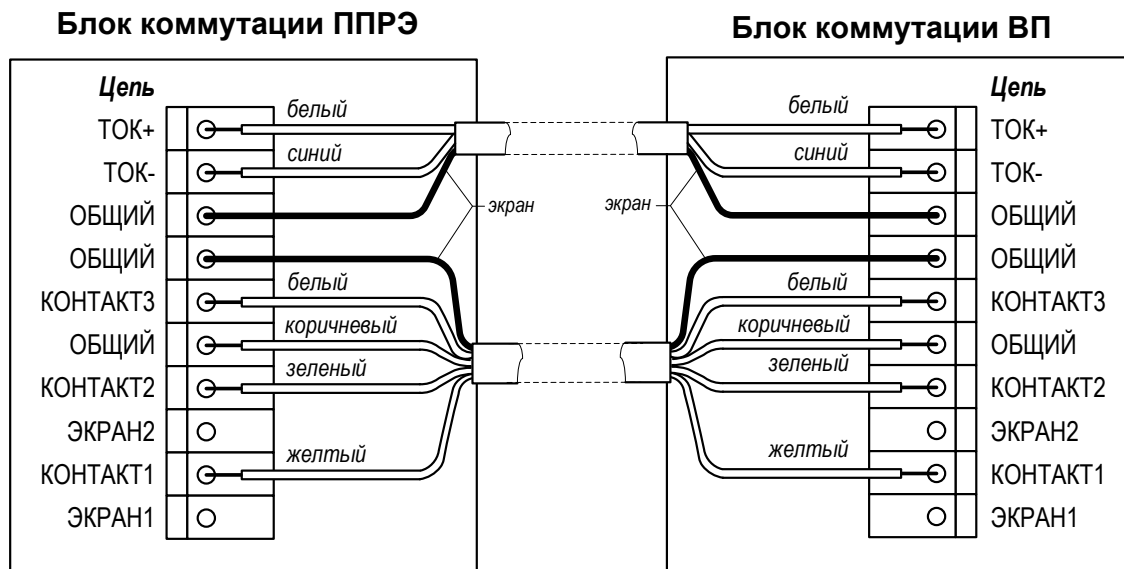 Блок коммутации ППРЭ
Блок коммутации ВП
Цепь
Цепь
ТОК+
белый
белый
ТОК+
ТОК-
синий
синий
ТОК-
ОБЩИЙ
экран
экран
ОБЩИЙ
ОБЩИЙ
ОБЩИЙ
КОНТАКТ3
белый
белый
КОНТАКТ3
ОБЩИЙ
коричневый
коричневый
ОБЩИЙ
КОНТАКТ2
зеленый
зеленый
КОНТАКТ2
ЭКРАН2
ЭКРАН2
КОНТАКТ1
желтый
желтый
КОНТАКТ1
ЭКРАН1
ЭКРАН1